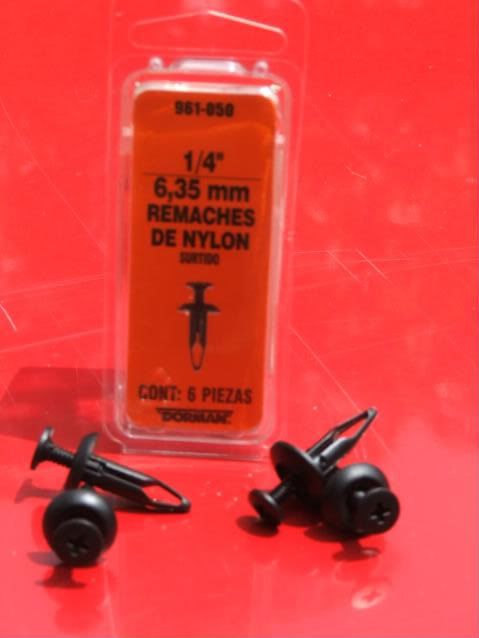 961-050
1/4"
6,35 mm
REMACHES
DE NYLON
SURTIDO
CONT: 6 PIEZAS
DORMAN